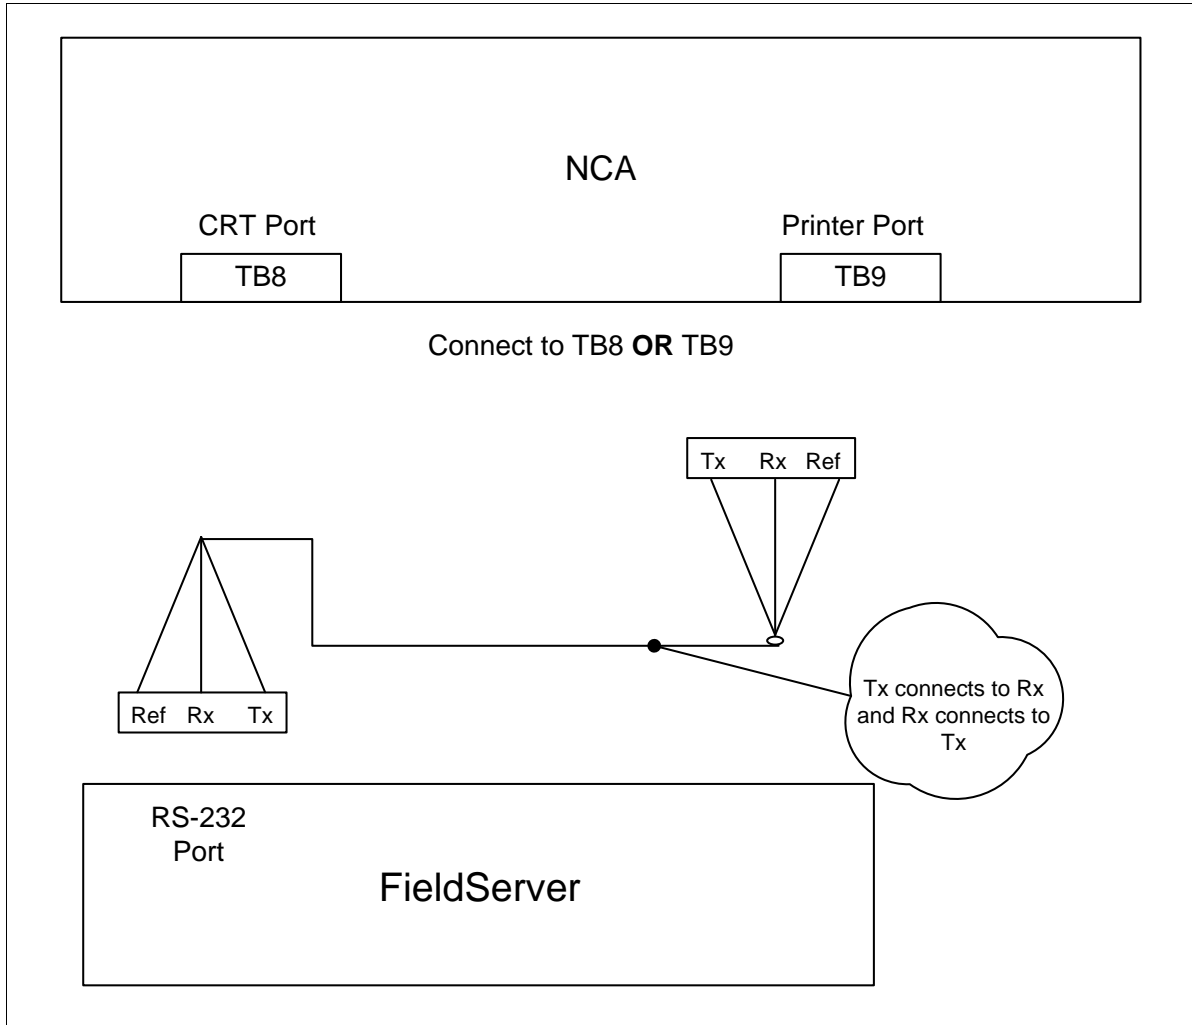 NCA
CRT Port
Printer Port
TB8
TB9
Connect to TB8 OR TB9
Tx Rx Ref
Ref Rx Tx
Tx connects to Rx
and Rx connects to
Tx
RS-232
Port
FieldServer